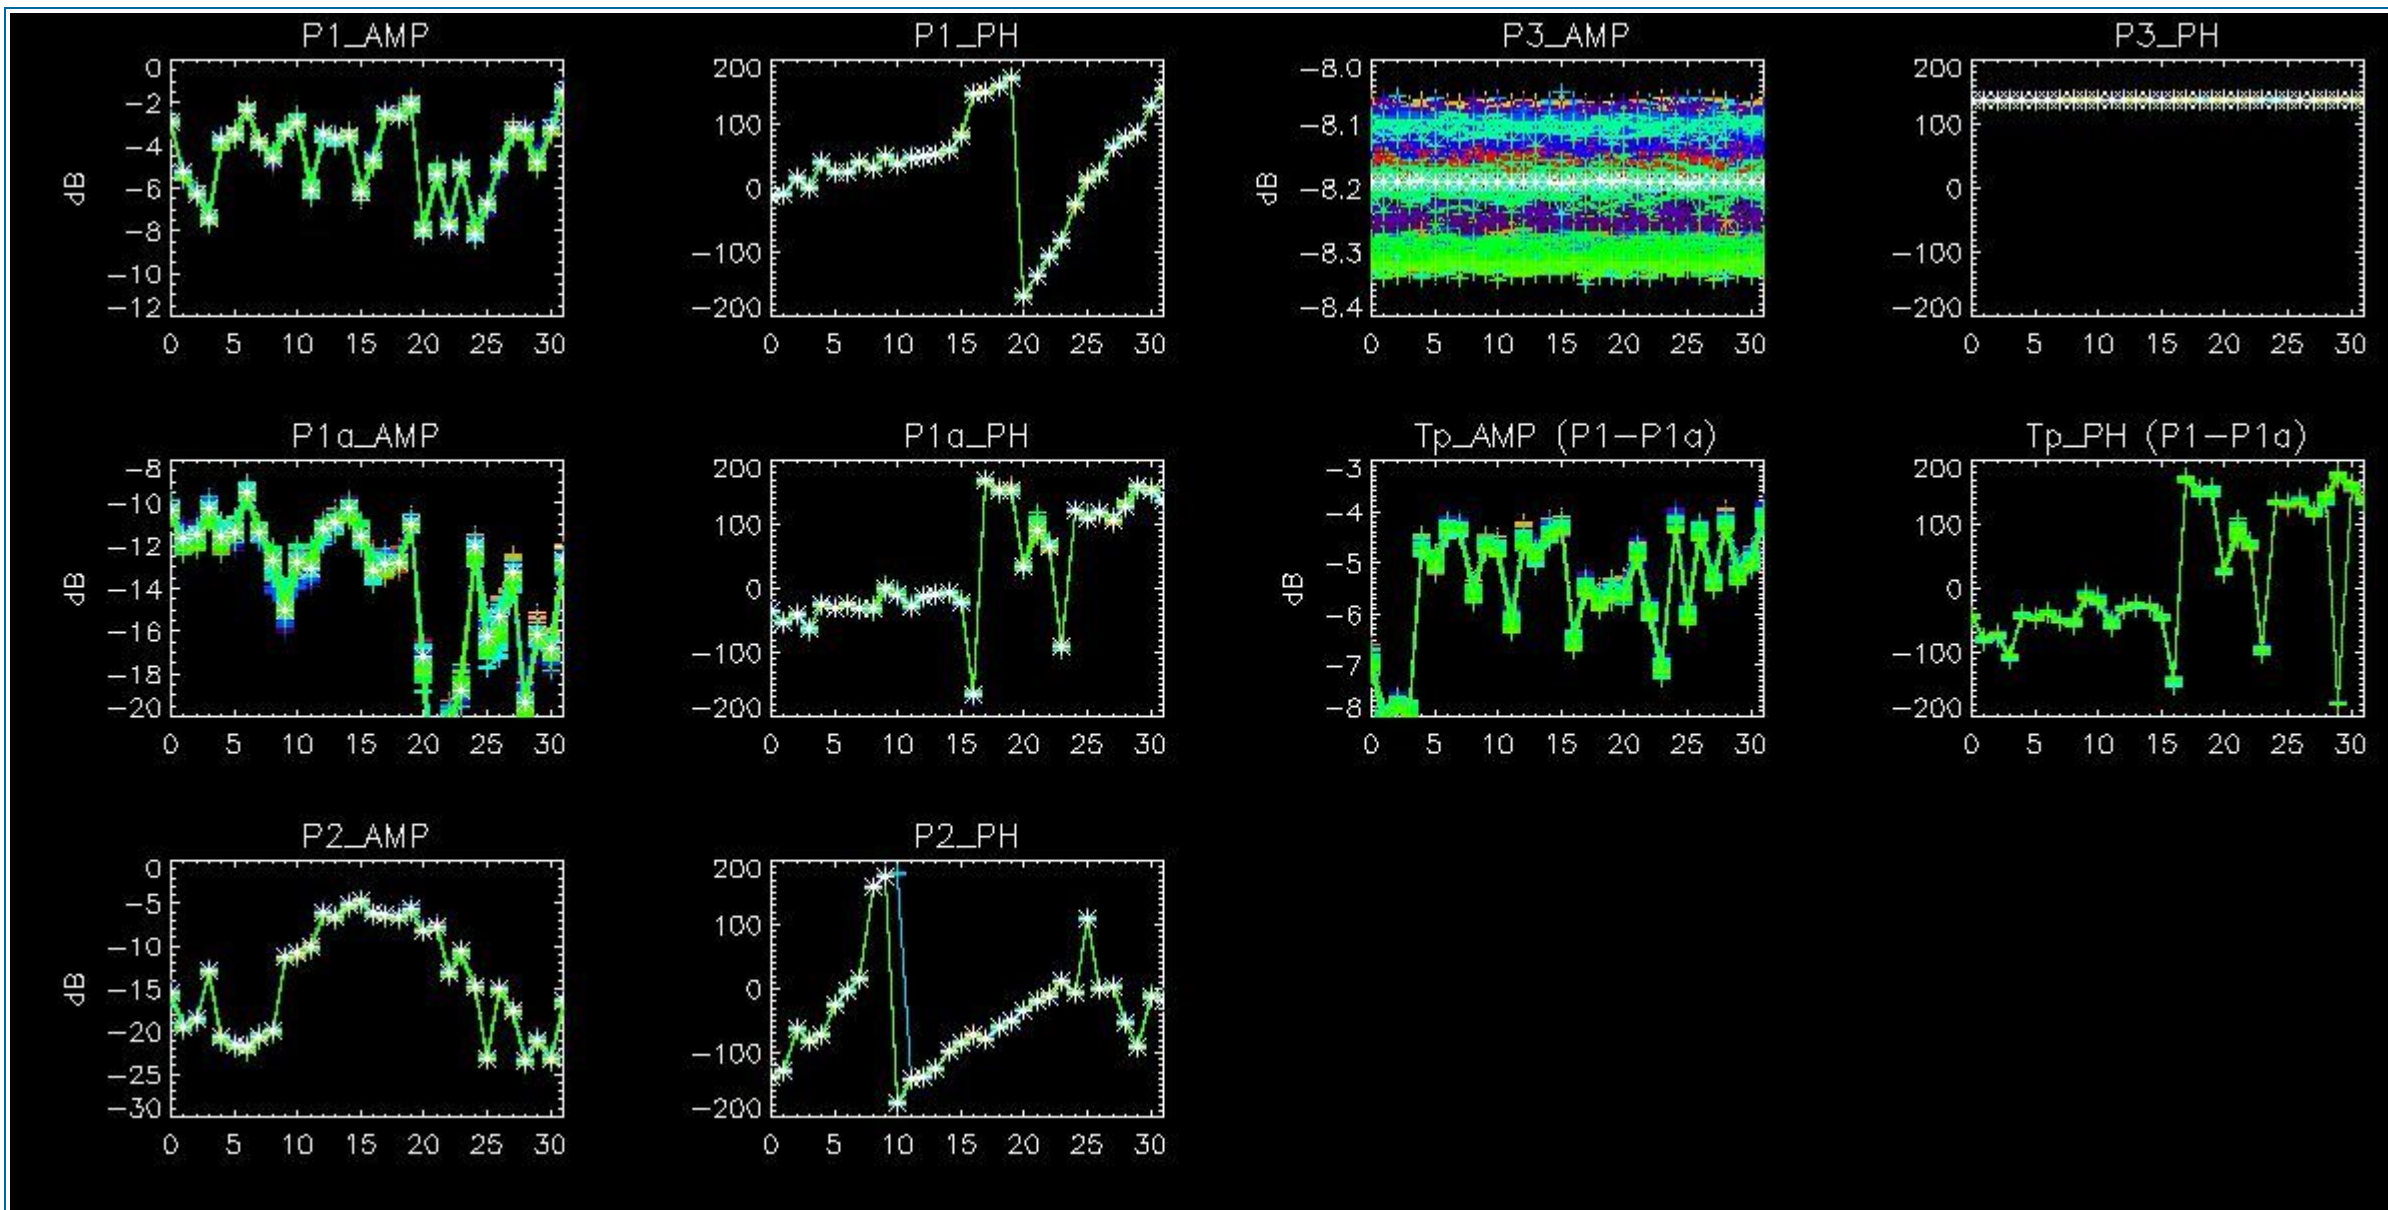 P1_AMP P1_PH P3_AMP P3_PH
0 200 -8.0 200
-2 100 -8.1 100
-4 0 -8.2 0
-6 -100 -8.3 -100
-8 -200 -8.4 -200
-10
-12
dB dB
0 5 10 15 20 25 30 0 5 10 15 20 25 30 0 5 10 15 20 25 30 0 5 10 15 20 25 30
P1a_AMP P1a_PH Tp_AMP (P1-P1a) Tp_PH (P1-P1a)
-8 200 -3 200
-10 100 -4 100
-12 0 -5 0
-14 -100 -6 -100
-16 -200 -7 -200
-18 -8
-20
dB dB
0 5 10 15 20 25 30 0 5 10 15 20 25 30 0 5 10 15 20 25 30 0 5 10 15 20 25 30
P2_AMP P2_PH
0 200
-5 100
-10 0
-15 -100
-20 -200
-25
-30
dB
0 5 10 15 20 25 30 0 5 10 15 20 25 30